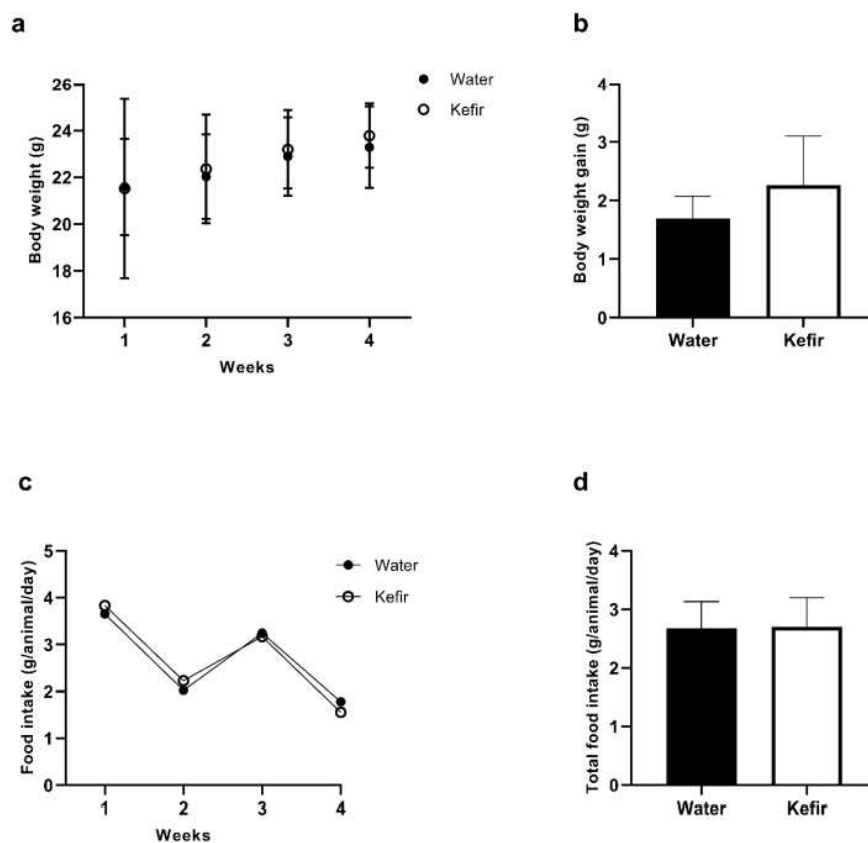 a
Body weight (g)
26
24
22
20
18
16
1 2 3 4
Weeks
Water
Kefir
b
Body weight gain (g)
4
3
2
1
0
Water Kefir
c
Food intake (g/animal/day)
5
4
3
2
1
0
1 2 3 4
Weeks
Water
Kefir
d
Total food intake (g/animal/day)
4
3
2
1
0
Water Kefir